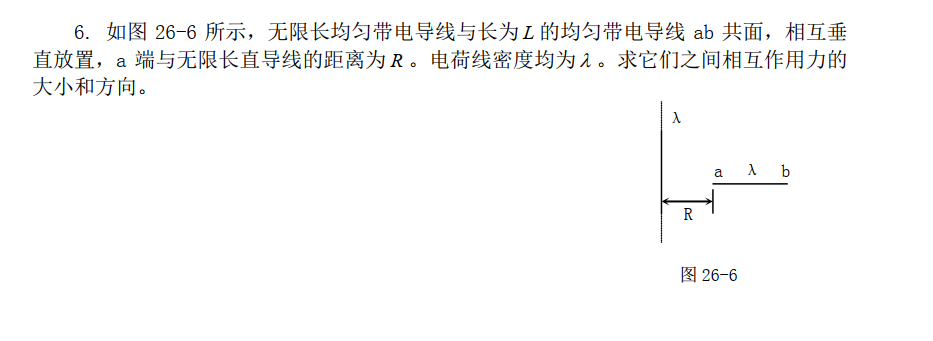 6. 如图 26-6 所示，无限长均匀带电导线与长为 L 的均匀带电导线 ab 共面，相互垂
直放置，a 端与无限长直导线的距离为 R 。电荷线密度均为 λ 。求它们之间相互作用力的
大小和方向。
λ
a λ b
R
图 26-6